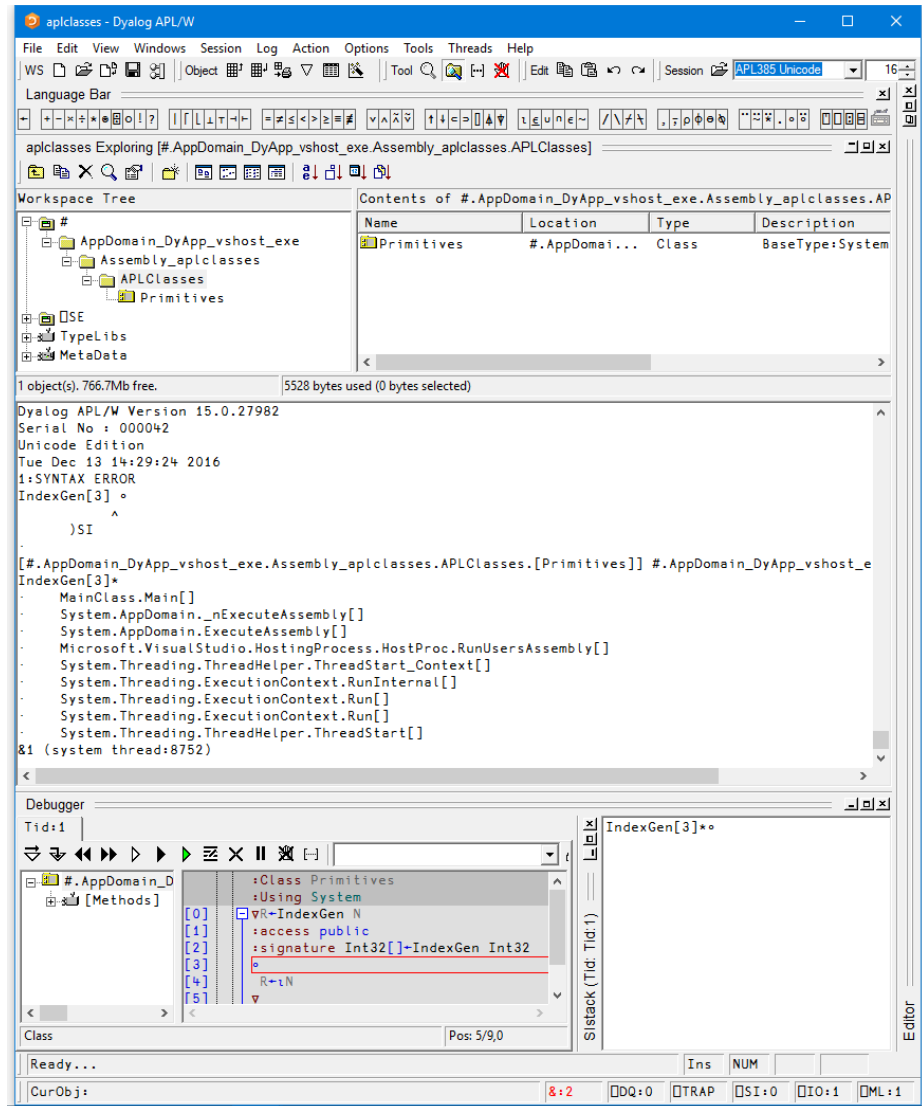 aplclasses - Dyalog APL/W
File Edit View Windows Session Log Action Options Tools Threads Help
WS Object Tool Edit Session APL385 Unicode 16
Language Bar
← + - × ÷ * ⍟ ⌹ ○ ! ? | ⌈ ⌊ ⊥ ⊤ ⊣ ⊢ = ≠ ≤ < > ≥ ≡ ≢ ∨ ∧ ⍲ ⍱ ↑ ↓ ⊂ ⊃ ⌷ ⍋ ⍒ ⍳ ⍷ ∪ ∩ ∊ ~ / \ ⌿ ⍀ , ⍪ ⍴ ⌽ ⊖ ⍉ ¨ ⍨ ⍣ . ∘ ⍤
aplclasses Exploring [#.AppDomain_DyApp_vshost_exe.Assembly_aplclasses.APLClasses]
Workspace Tree
Contents of #.AppDomain_DyApp_vshost_exe.Assembly_aplclasses.AP
#
AppDomain_DyApp_vshost_exe
Assembly_aplclasses
APLClasses
Primitives
⎕SE
TypeLibs
MetaData
Name Location Type Description
Primitives #.AppDomai... Class BaseType:System
1 object(s). 766.7Mb free. 5528 bytes used (0 bytes selected)
Dyalog APL/W Version 15.0.27982
Serial No : 000042
Unicode Edition
Tue Dec 13 14:29:24 2016
1:SYNTAX ERROR
IndexGen[3] ∘
^
)SI
·
[#.AppDomain_DyApp_vshost_exe.Assembly_aplclasses.APLClasses.[Primitives]] #.AppDomain_DyApp_vshost_e
IndexGen[3]*
· MainClass.Main[]
· System.AppDomain._nExecuteAssembly[]
· System.AppDomain.ExecuteAssembly[]
· Microsoft.VisualStudio.HostingProcess.HostProc.RunUsersAssembly[]
· System.Threading.ThreadHelper.ThreadStart_Context[]
· System.Threading.ExecutionContext.RunInternal[]
· System.Threading.ExecutionContext.Run[]
· System.Threading.ExecutionContext.Run[]
· System.Threading.ThreadHelper.ThreadStart[]
&1 (system thread:8752)
Debugger
Tid:1
#.AppDomain_D
[Methods]
:Class Primitives
:Using System
[0] ∇R←IndexGen N
[1] :access public
[2] :signature Int32[]←IndexGen Int32
[3] ∘
[4] R←⍳N
[5] ∇
Class Pos: 5/9,0
SIstack (Tid: Tid:1)
IndexGen[3]*∘
Editor
Ready... Ins NUM
CurObj: &:2 ⎕DQ:0 ⎕TRAP ⎕SI:0 ⎕IO:1 ⎕ML:1